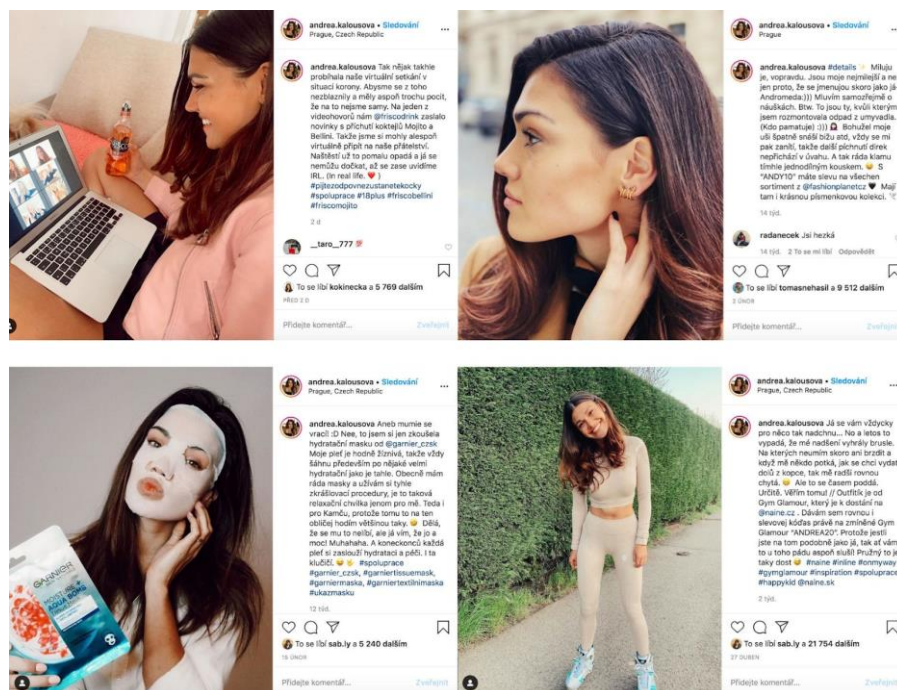 andrea.kalousova • Sledování
Prague, Czech Republic
andrea.kalousova Tak nějak takhle
probíhala naše virtuální setkání v
situaci korony. Abysme se z toho
nezbláznily a měly aspoň trochu pocit,
že na to nejsme samy. Na jeden z
videohovorů nám @friscodrink zaslalo
novinky s příchutí koktejlů Mojito a
Bellini. Takže jsme si mohly alespoň
virtuálně připít na naše přátelství.
Naštěstí už to pomalu opadá a já se
nemůžu dočkat, až se zase uvidíme
IRL. (In real life. ❤️ )
#pijtezodpovnezustanetekocky
#spoluprace #18plus #friscobellini
#friscomojito
2 d
__taro__777 💯
To se líbí kokinecka a 5 769 dalším
PŘED 2 D
Přidejte komentář...
Zveřejnit
andrea.kalousova • Sledování
Prague
andrea.kalousova #details ✨ Miluju
je, vopravdu. Jsou moje nejmilejší a ne
jen proto, že se jmenujou skoro jako já-
Andromeda:))) Mluvím samozřejmě o
náuškách. Btw. To jsou ty, kvůli kterým
jsem rozmontovala odpad z umyvadla.
(Kdo pamatuje) :))) Bohužel moje
uši špatně snáší bižu atd, vždy se mi
pak zanítí, takže další píchnutí dírek
nepřichází v úvahu. A tak ráda klamu
tímhle jednodílným kouskem. 😄 S
"ANDY10" máte slevu na všechen
sortiment z @fashionplanetcz 🖤 Mají
tam i krásnou písmenkovou kolekci.
14 týd.
radanecek Jsi hezká
14 týd. 2 To se mi líbí Odpovědět
To se líbí tomasnehasil a 9 512 dalším
2 ÚNOR
Přidejte komentář...
Zveřejnit
andrea.kalousova • Sledování
Prague, Czech Republic
andrea.kalousova Aneb mumie se
vrací! :D Nee, to jsem si jen zkoušela
hydratační masku od @garnier_czsk
Moje pleť je hodně žíznivá, takže vždy
šáhnu především po nějaké velmi
hydratační jako je tahle. Obecně mám
ráda masky a užívám si tyhle
zkrášlovací procedury, je to taková
relaxační chvilka jenom pro mě. Teda i
pro Kamču, protože tomu to na ten
obličej hodím většinou taky. 😄 Dělá,
že se mu to nelíbí, ale já vím, že jo a
moc! Muhahaha. A koneckonců každá
pleť si zaslouží hydrataci a péči. I ta
klučičí. #spoluprace
#garnier_czsk, #garniertissuemask,
#garniermaska, #garniertextilnimaska
#ukazmasku
12 týd.
To se líbí sab.ly a 5 240 dalším
15 ÚNOR
Přidejte komentář...
Zveřejnit
GARNIER
MOISTURE +
AQUA BOMB
andrea.kalousova • Sledování
Prague, Czech Republic
andrea.kalousova Já se vám vždycky
pro něco tak nadchnu... No a letos to
vypadá, že mé nadšení vyhrály brusle.
Na kterých neumím skoro ani brzdit a
když mě někdo potká, jak se chci vydat
dolů z kopce, tak mě radši rovnou
chytá. 😄 Ale to se časem poddá.
Určitě. Věřím tomu! // Outfitík je od
Gym Glamour, který je k dostání na
@naine.cz . Dávám sem rovnou i
slevovej kóďas právě na zmíněné Gym
Glamour "ANDREA20". Protože jestli
jste na tom podobně jako já, tak ať vám
to u toho pádu aspoň sluší! Pružný to je
taky dost 😄 #naine #inline #onmyway
#gymglamour #inspiration #spoluprace
#happykid @naine.sk
2 týd.
To se líbí sab.ly a 21 754 dalším
27 DUBEN
Přidejte komentář...
Zveřejnit